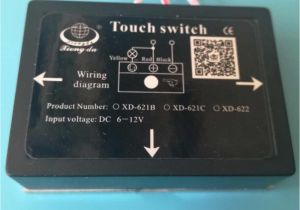 Touch switch
Xiong da
Yellow Red Black
Wiring
diagram
Product Number: XD-621B XD-621C XD-622
Input voltage: DC 6-12V